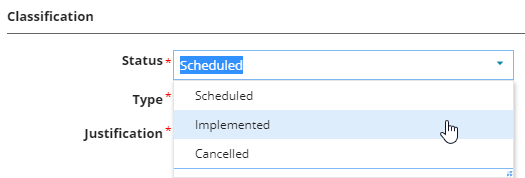 Classification
Status * Scheduled
Type *
Scheduled
Implemented
Justification *
Cancelled